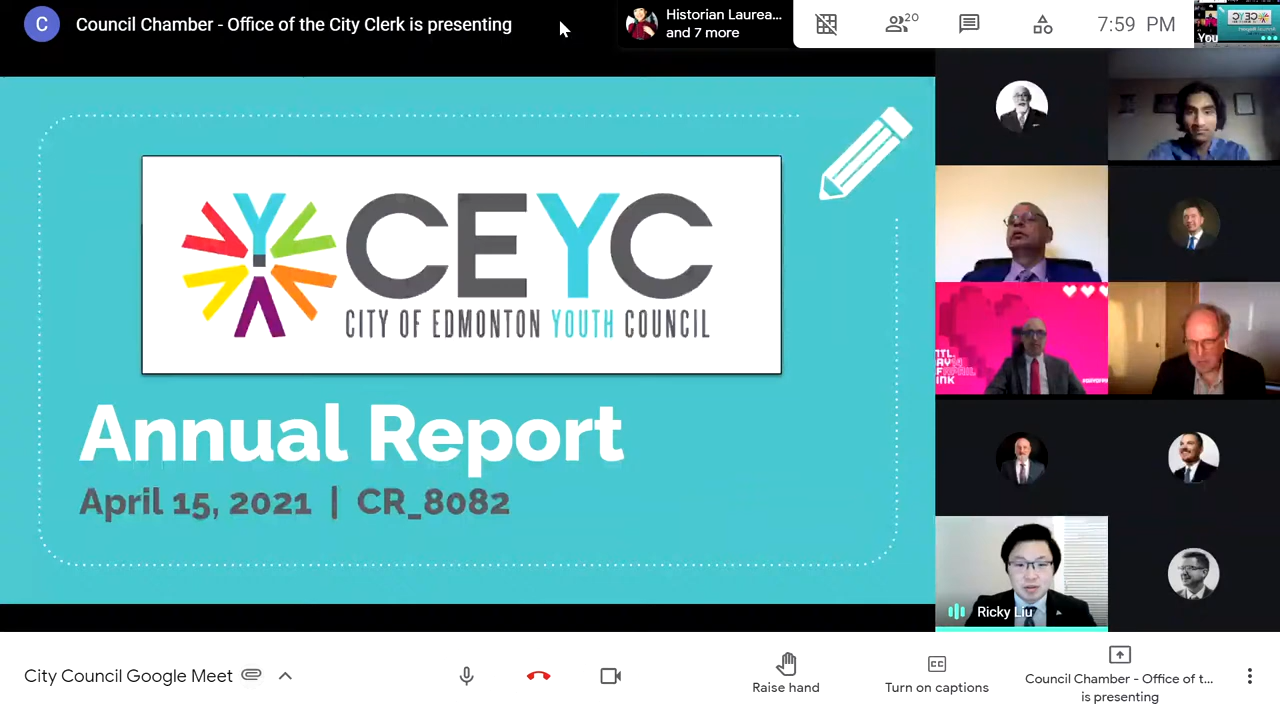 C
Council Chamber - Office of the City Clerk is presenting
Historian Laurea...
and 7 more
20
7:59 PM
You
CEYC
CITY OF EDMONTON YOUTH COUNCIL
Annual Report
April 15, 2021 | CR_8082
Ricky Liu
City Council Google Meet
Raise hand
Turn on captions
Council Chamber - Office of t...
is presenting